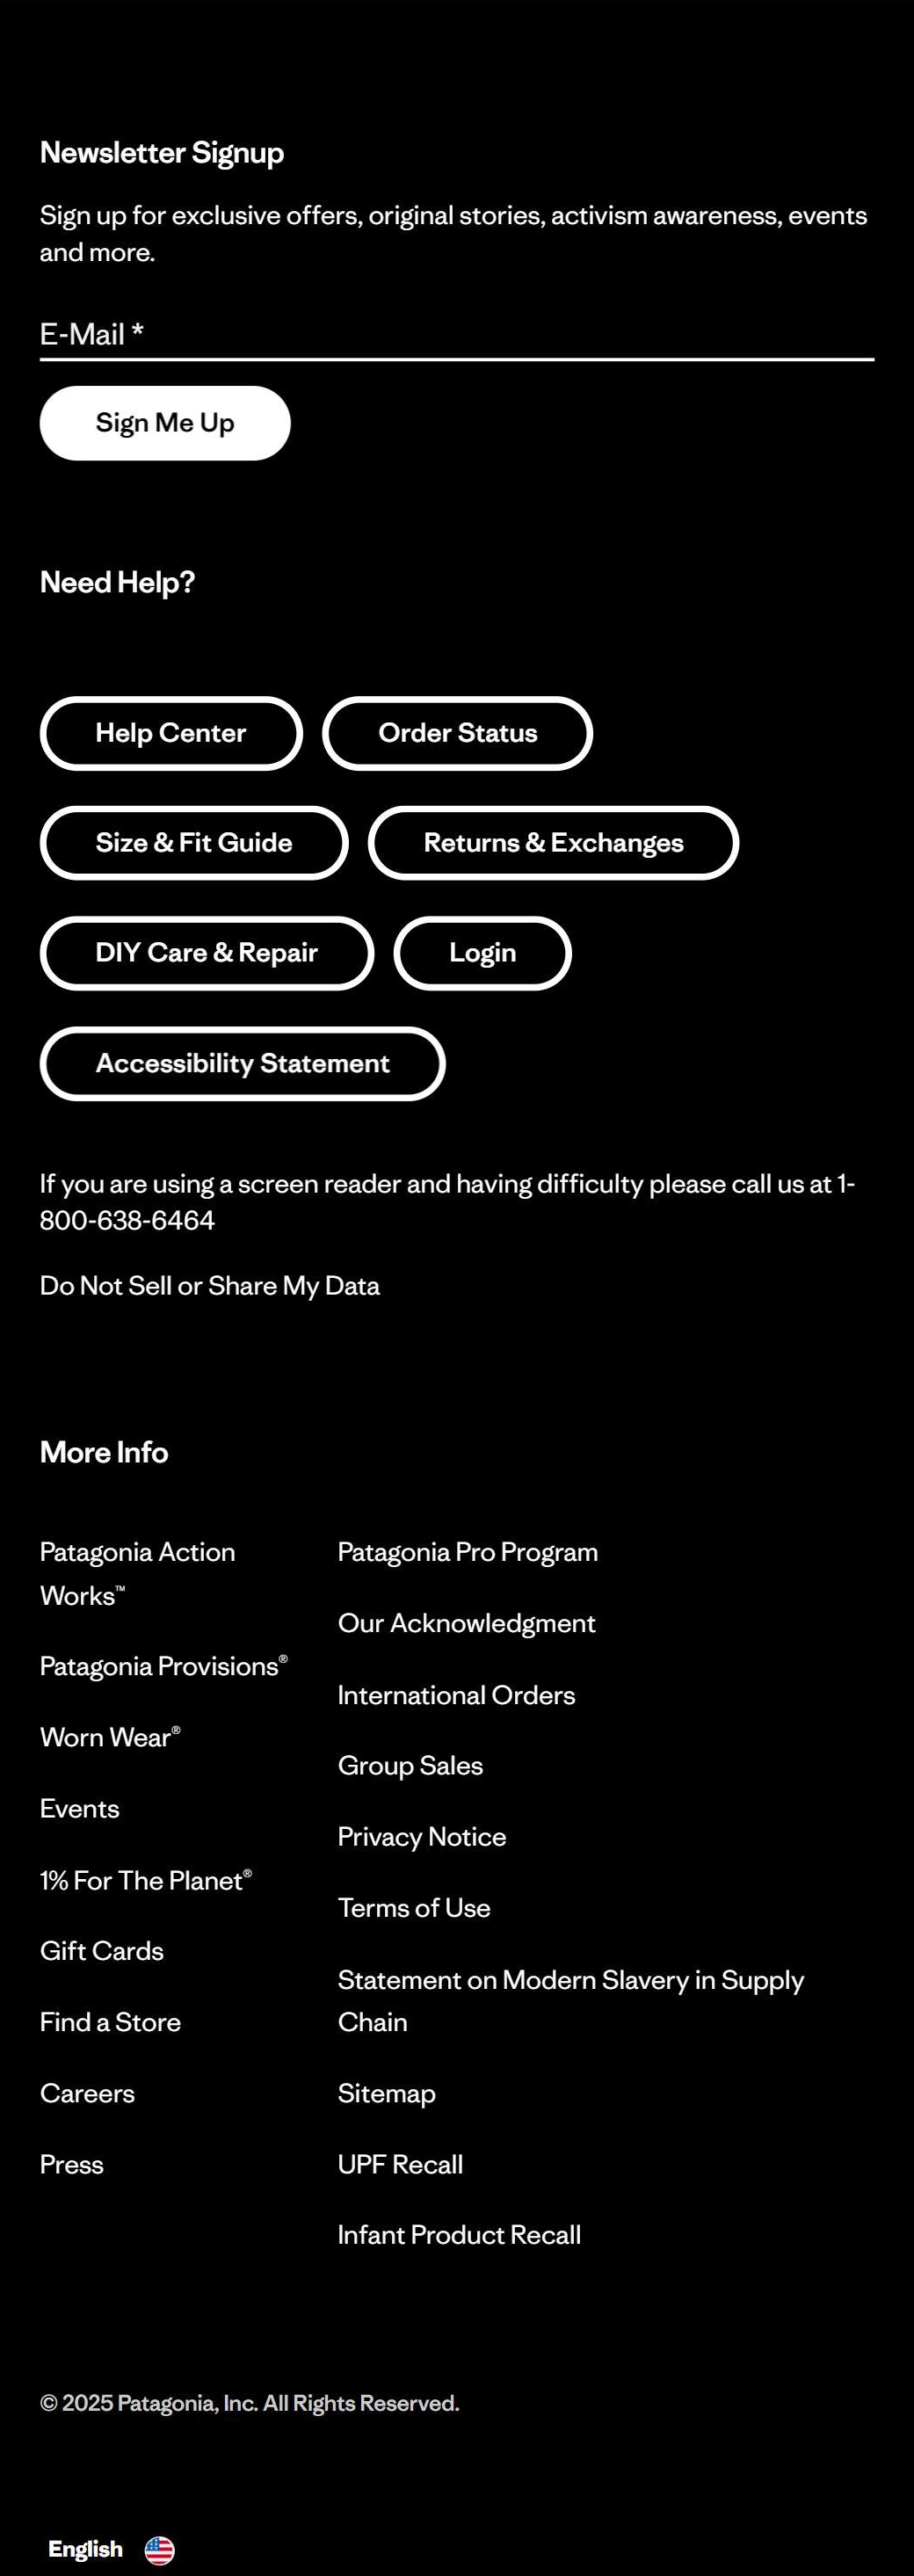 Newsletter Signup
Sign up for exclusive offers, original stories, activism awareness, events
and more.
E-Mail *
Sign Me Up
Need Help?
Help Center
Order Status
Size & Fit Guide
Returns & Exchanges
DIY Care & Repair
Login
Accessibility Statement
If you are using a screen reader and having difficulty please call us at 1-
800-638-6464
Do Not Sell or Share My Data
More Info
Patagonia Action
Works™
Patagonia Provisions®
Worn Wear®
Events
1% For The Planet®
Gift Cards
Find a Store
Careers
Press
Patagonia Pro Program
Our Acknowledgment
International Orders
Group Sales
Privacy Notice
Terms of Use
Statement on Modern Slavery in Supply
Chain
Sitemap
UPF Recall
Infant Product Recall
© 2025 Patagonia, Inc. All Rights Reserved.
English